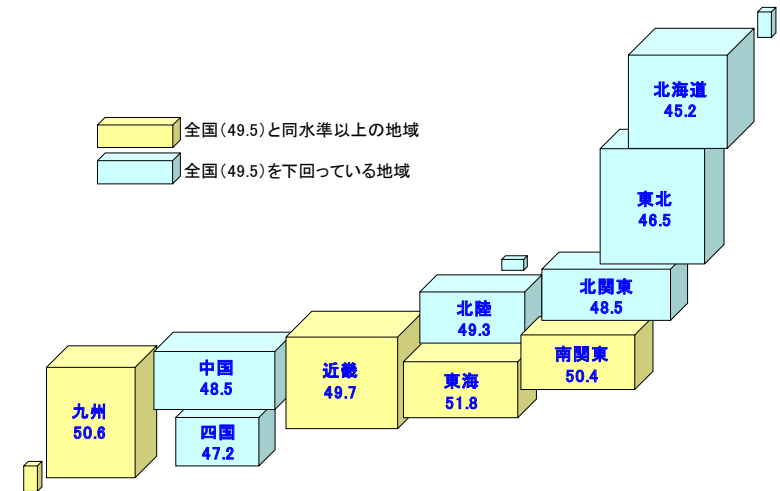 全国(49.5)と同水準以上の地域
全国(49.5)を下回っている地域
北海道
45.2
東北
46.5
北関東
48.5
北陸
49.3
南関東
50.4
東海
51.8
近畿
49.7
中国
48.5
四国
47.2
九州
50.6